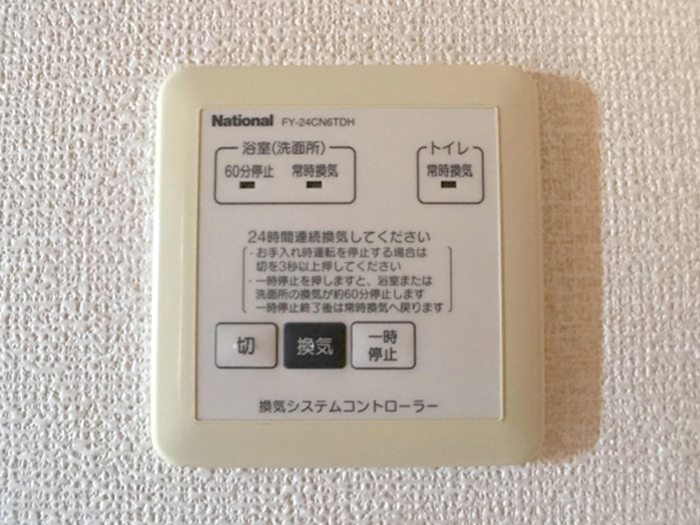 National FY-24CN6TDH
浴室(洗面所) トイレ
60分停止 常時換気 常時換気
24時間連続換気してください
・お手入れ時運転を停止する場合は
切を3秒以上押してください
・一時停止を押しますと、浴室または
洗面所の換気が約60分停止します
一時停止終了後は常時換気へ戻ります
切 換気 一時
停止
換気システムコントローラー